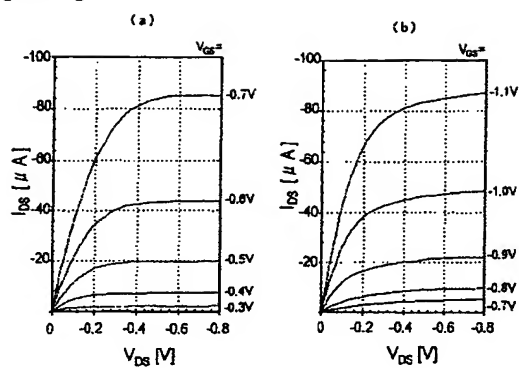 (a)
V_GS=
-100
-80
-60
-40
-20
0
-0.2
-0.4
-0.6
-0.8
I_DS [μA]
V_DS [V]
-0.7V
-0.6V
-0.5V
-0.4V
-0.3V
(b)
V_GS=
-100
-80
-60
-40
-20
0
-0.2
-0.4
-0.6
-0.8
I_DS [μA]
V_DS [V]
-1.1V
-1.0V
-0.9V
-0.8V
-0.7V